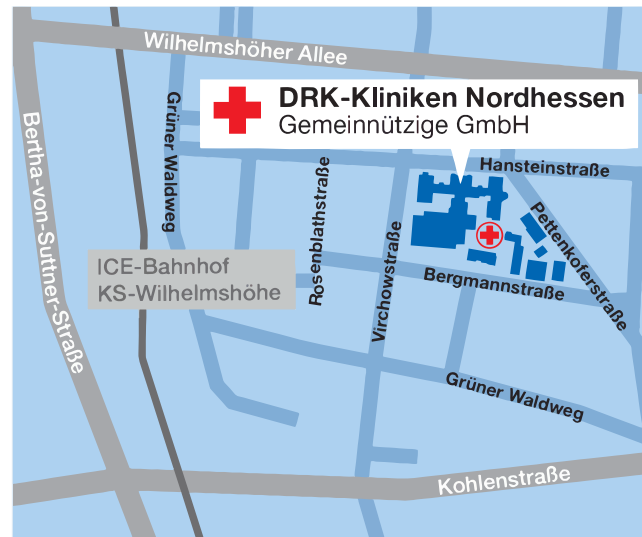 Wilhelmshöher Allee
DRK-Kliniken Nordhessen
Gemeinnützige GmbH
Grüner Waldweg
Bertha-von-Suttner-Straße
Hansteinstraße
Rosenblathstraße
Pettenkoferstraße
Virchowstraße
ICE-Bahnhof
KS-Wilhelmshöhe
Bergmannstraße
Grüner Waldweg
Kohlenstraße